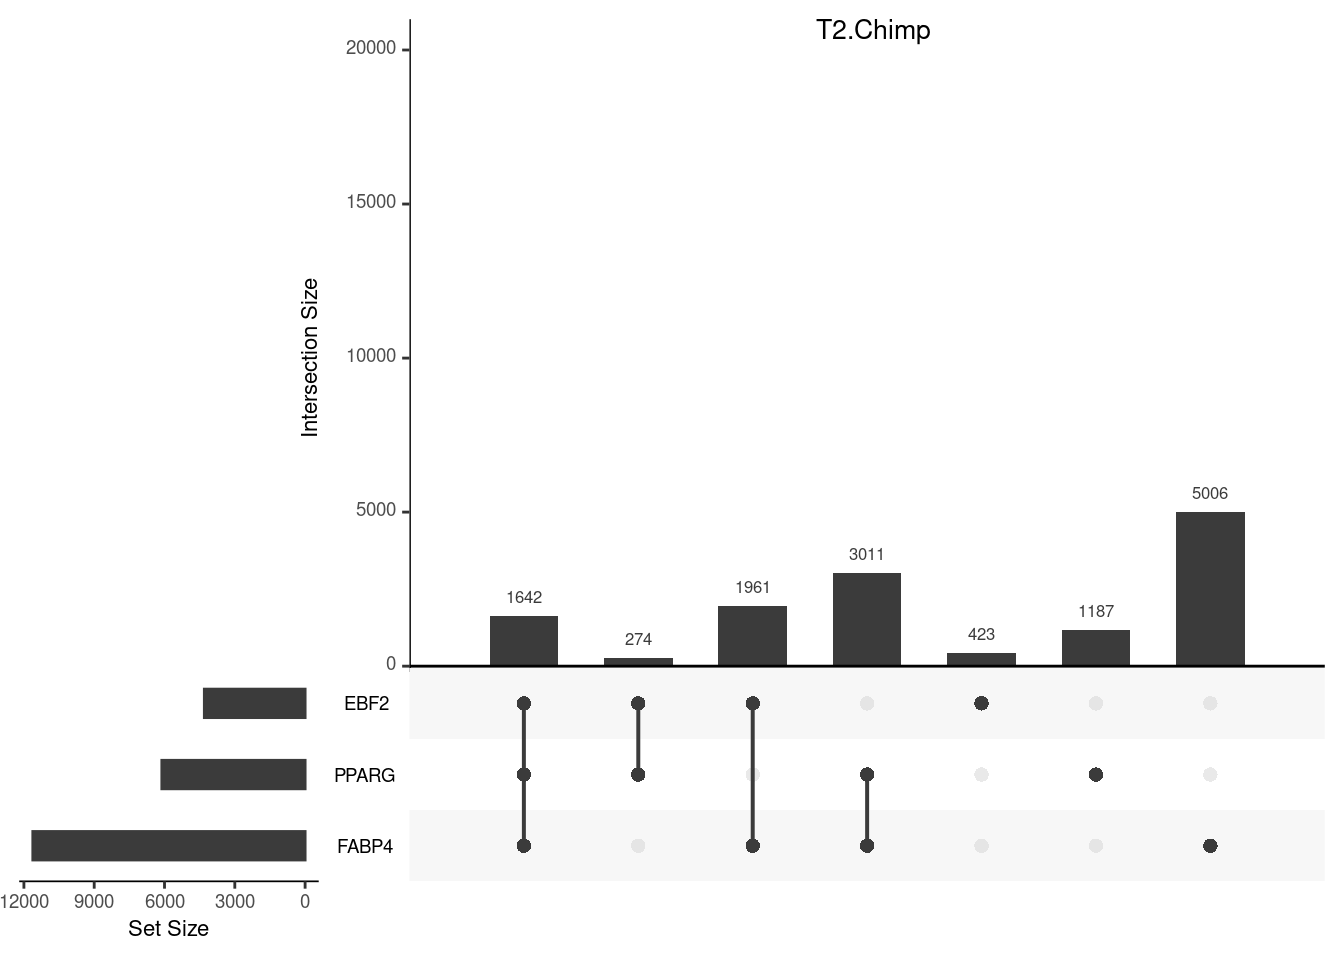 T2.Chimp
20000
15000
10000
5000
0
Intersection Size
1642
274
1961
3011
423
1187
5006
EBF2
PPARG
FABP4
12000 9000 6000 3000 0
Set Size